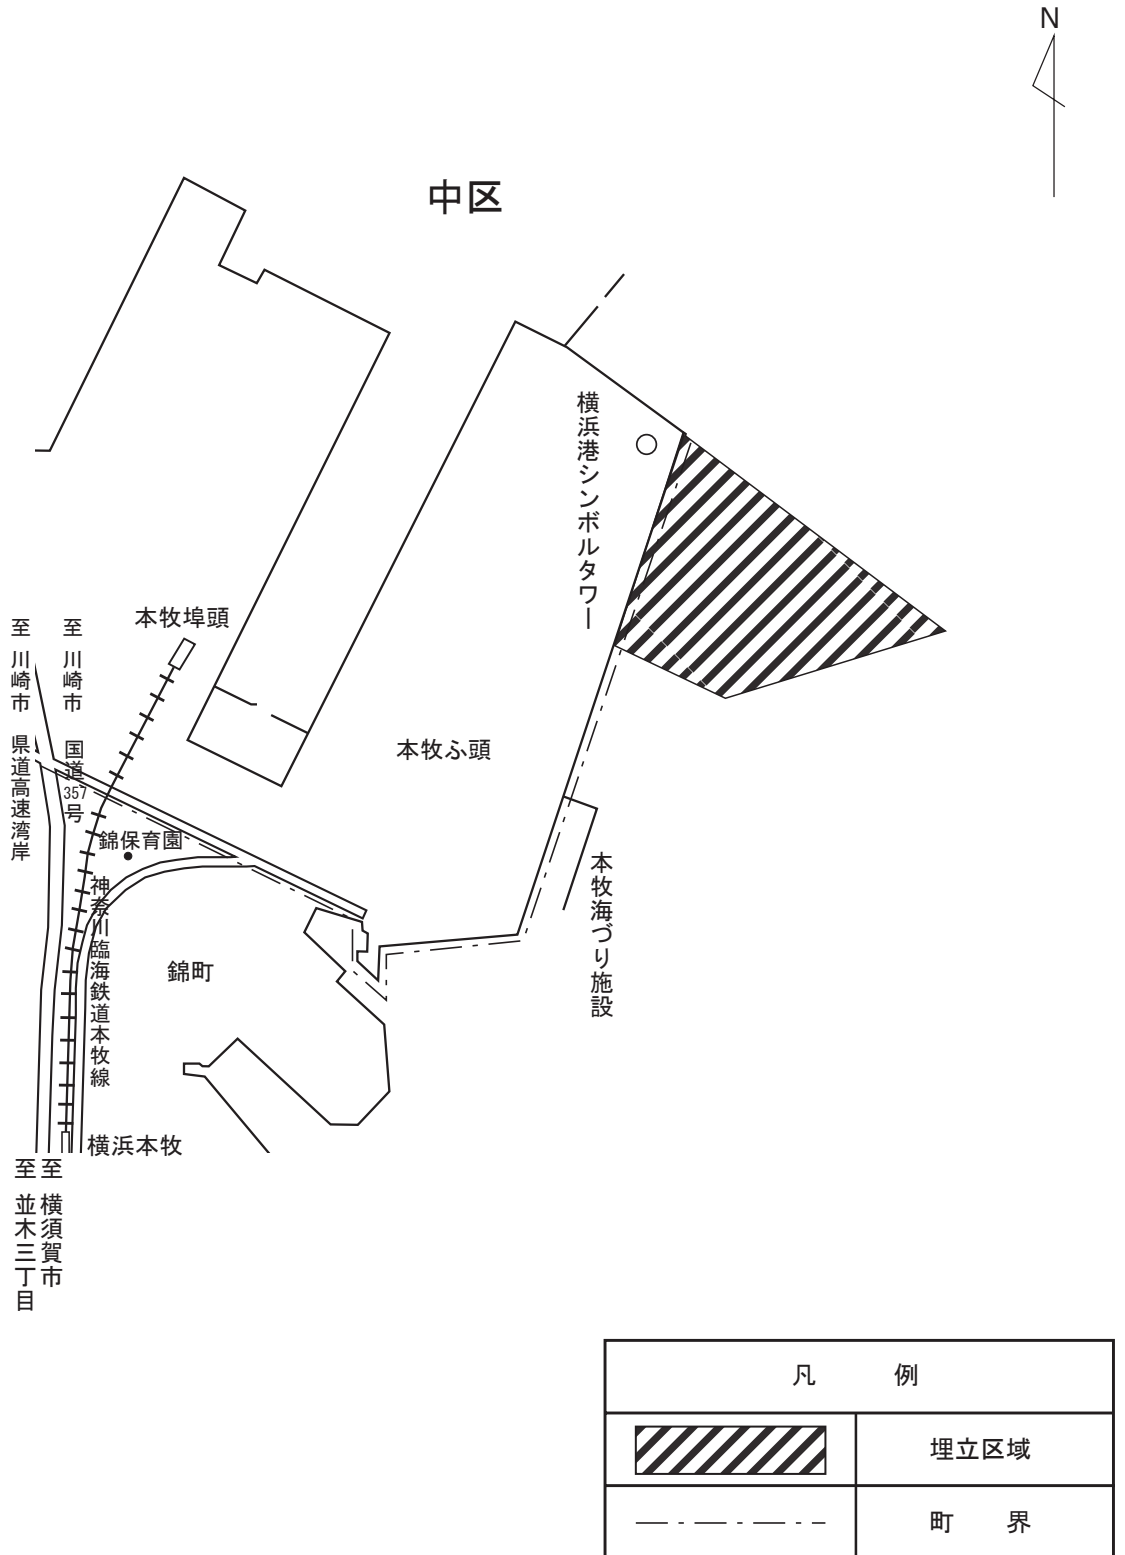 N
中区
横浜港シンボルタワー
本牧埠頭
至 川崎市 県道高速湾岸
至 川崎市 国道357号
本牧ふ頭
錦保育園
本牧海づり施設
神奈川臨海鉄道本牧線
錦町
横浜本牧
至 横須賀市
至 並木三丁目
凡 例
埋立区域
町 界